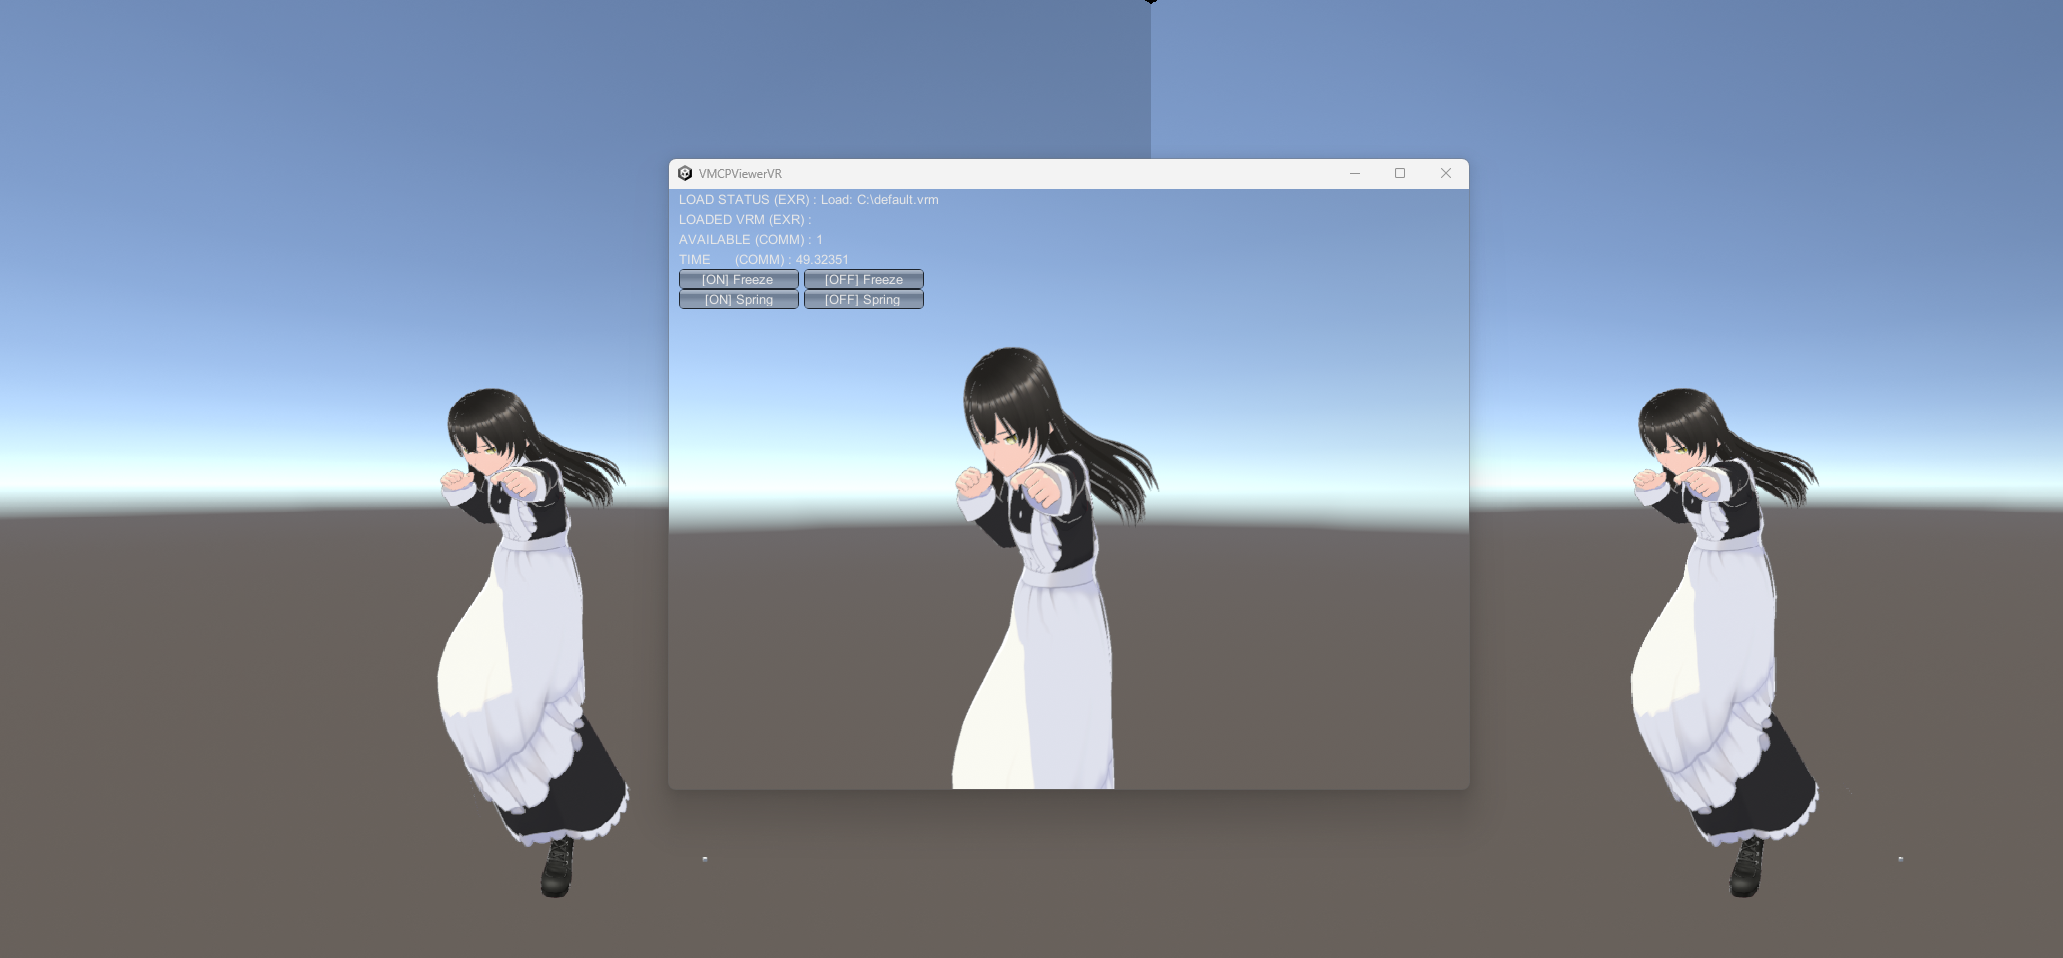 VMCPViewerVR
LOAD STATUS (EXR) : Load: C:\default.vrm
LOADED VRM (EXR) :
AVAILABLE (COMM) : 1
TIME (COMM) : 49.32351
[ON] Freeze [OFF] Freeze
[ON] Spring [OFF] Spring